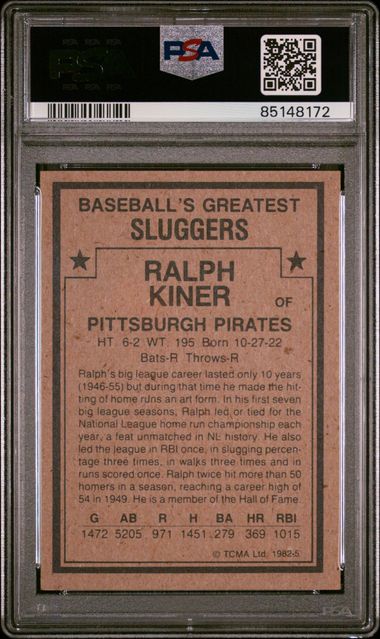 PSA
PSA
85148172
BASEBALL'S GREATEST
SLUGGERS
RALPH
KINER OF
PITTSBURGH PIRATES
HT. 6-2 WT. 195 Born 10-27-22
Bats-R Throws-R
Ralph's big league career lasted only 10 years
(1946-55) but during that time he made the hit-
ting of home runs an art form. In his first seven
big league seasons, Ralph led or tied for the
National League home run championship each
year, a feat unmatched in NL history. He also
led the league in RBI once, in slugging percen-
tage three times, in walks three times and in
runs scored once. Ralph twice hit more than 50
homers in a season, reaching a career high of
54 in 1949. He is a member of the Hall of Fame.
G AB R H BA HR RBI
1472 5205 971 1451 .279 369 1015
© TCMA Ltd. 1982-5